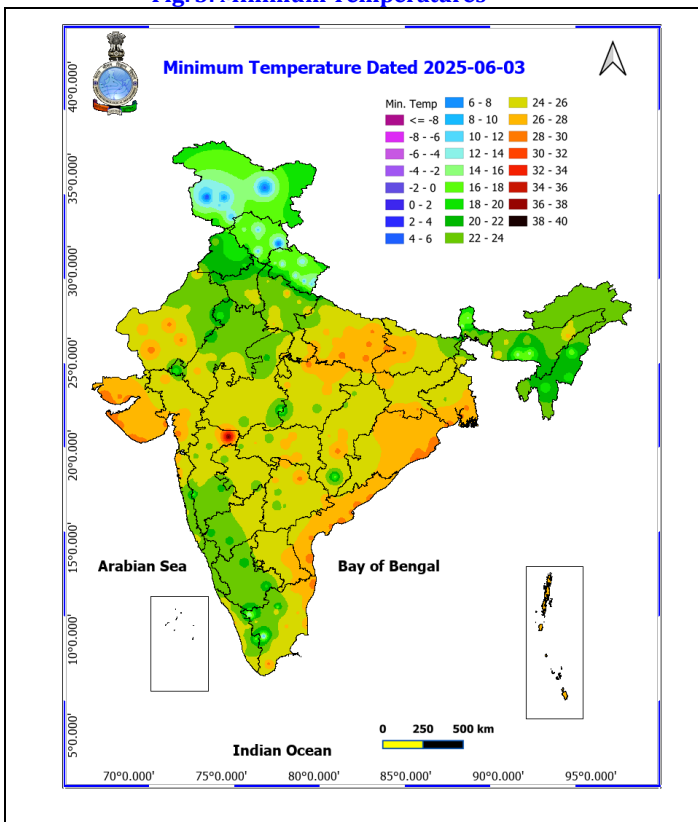 Fig. 3: Minimum Temperatures
Minimum Temperature Dated 2025-06-03
Min. Temp
<= -8
-8 - -6
-6 - -4
-4 - -2
-2 - 0
0 - 2
2 - 4
4 - 6
6 - 8
8 - 10
10 - 12
12 - 14
14 - 16
16 - 18
18 - 20
20 - 22
22 - 24
24 - 26
26 - 28
28 - 30
30 - 32
32 - 34
34 - 36
36 - 38
38 - 40
40°0.000'
35°0.000'
30°0.000'
25°0.000'
20°0.000'
15°0.000'
10°0.000'
5°0.000'
Arabian Sea
Bay of Bengal
0 250 500 km
Indian Ocean
70°0.000' 75°0.000' 80°0.000' 85°0.000' 90°0.000' 95°0.000'